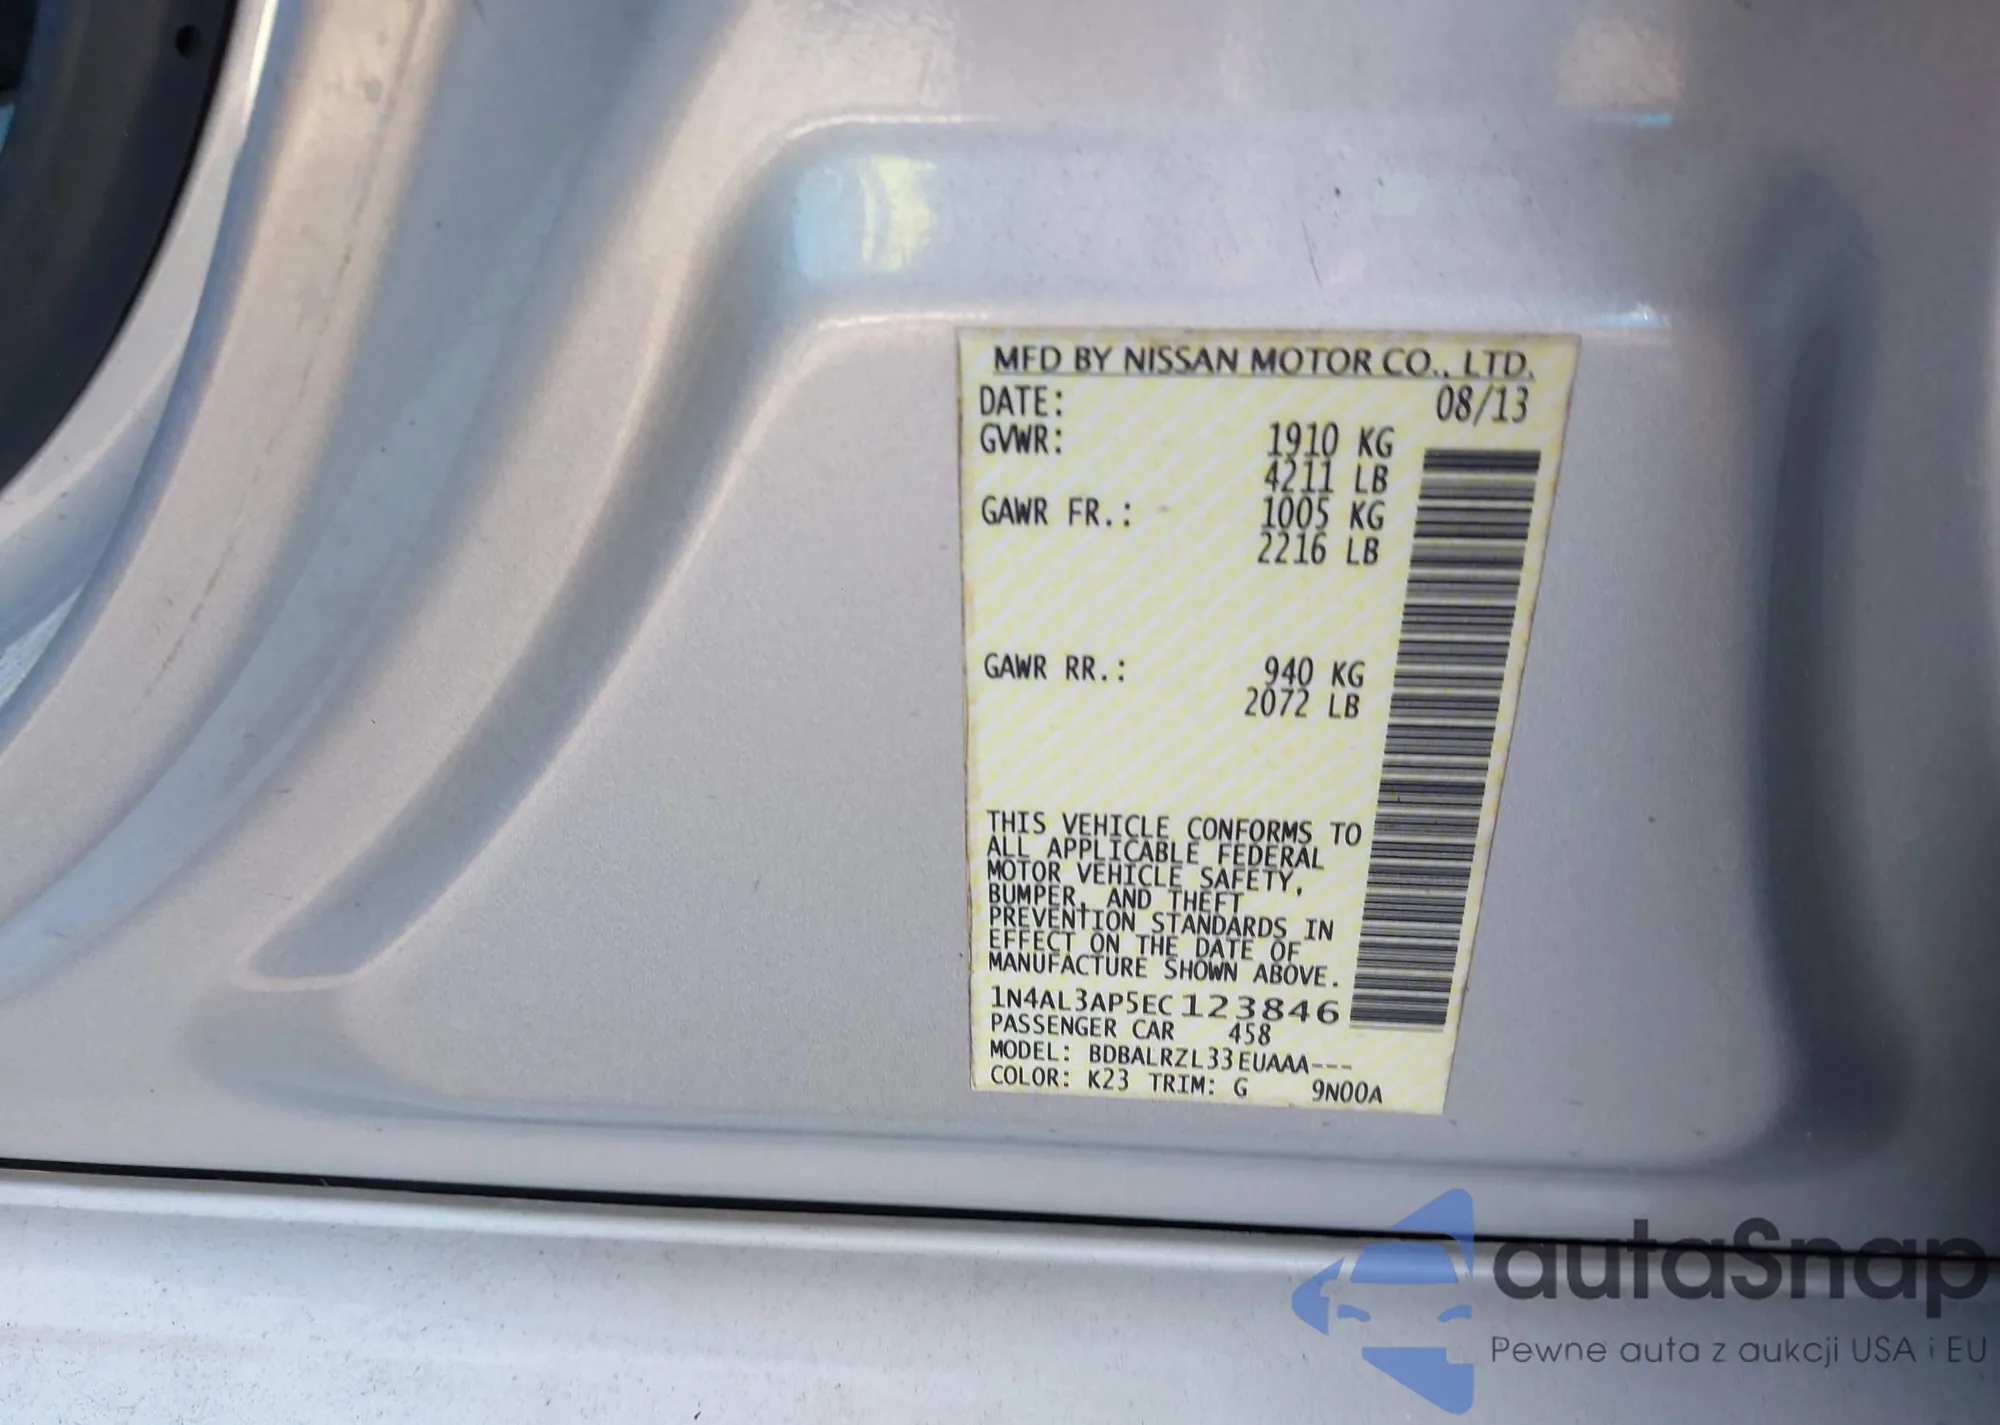 MFD BY NISSAN MOTOR CO., LTD.
DATE: 08/13
GVWR: 1910 KG
4211 LB
GAWR FR.: 1005 KG
2216 LB
GAWR RR.: 940 KG
2072 LB
THIS VEHICLE CONFORMS TO
ALL APPLICABLE FEDERAL
MOTOR VEHICLE SAFETY,
BUMPER, AND THEFT
PREVENTION STANDARDS IN
EFFECT ON THE DATE OF
MANUFACTURE SHOWN ABOVE.
1N4AL3AP5EC123846
PASSENGER CAR 458
MODEL: BDBALRZL33EUAAA---
COLOR: K23 TRIM: G 9N00A
autaSnap
Pewne auta z aukcji USA i EU